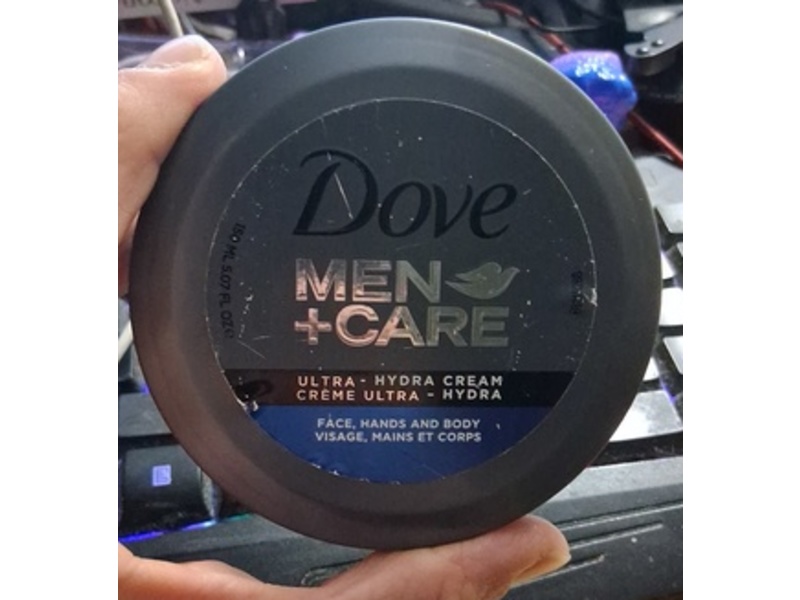 Dove
MEN
+CARE
ULTRA - HYDRA CREAM
CRÈME ULTRA - HYDRA
FACE, HANDS AND BODY
VISAGE, MAINS ET CORPS
150 ML 5.07 FL OZ